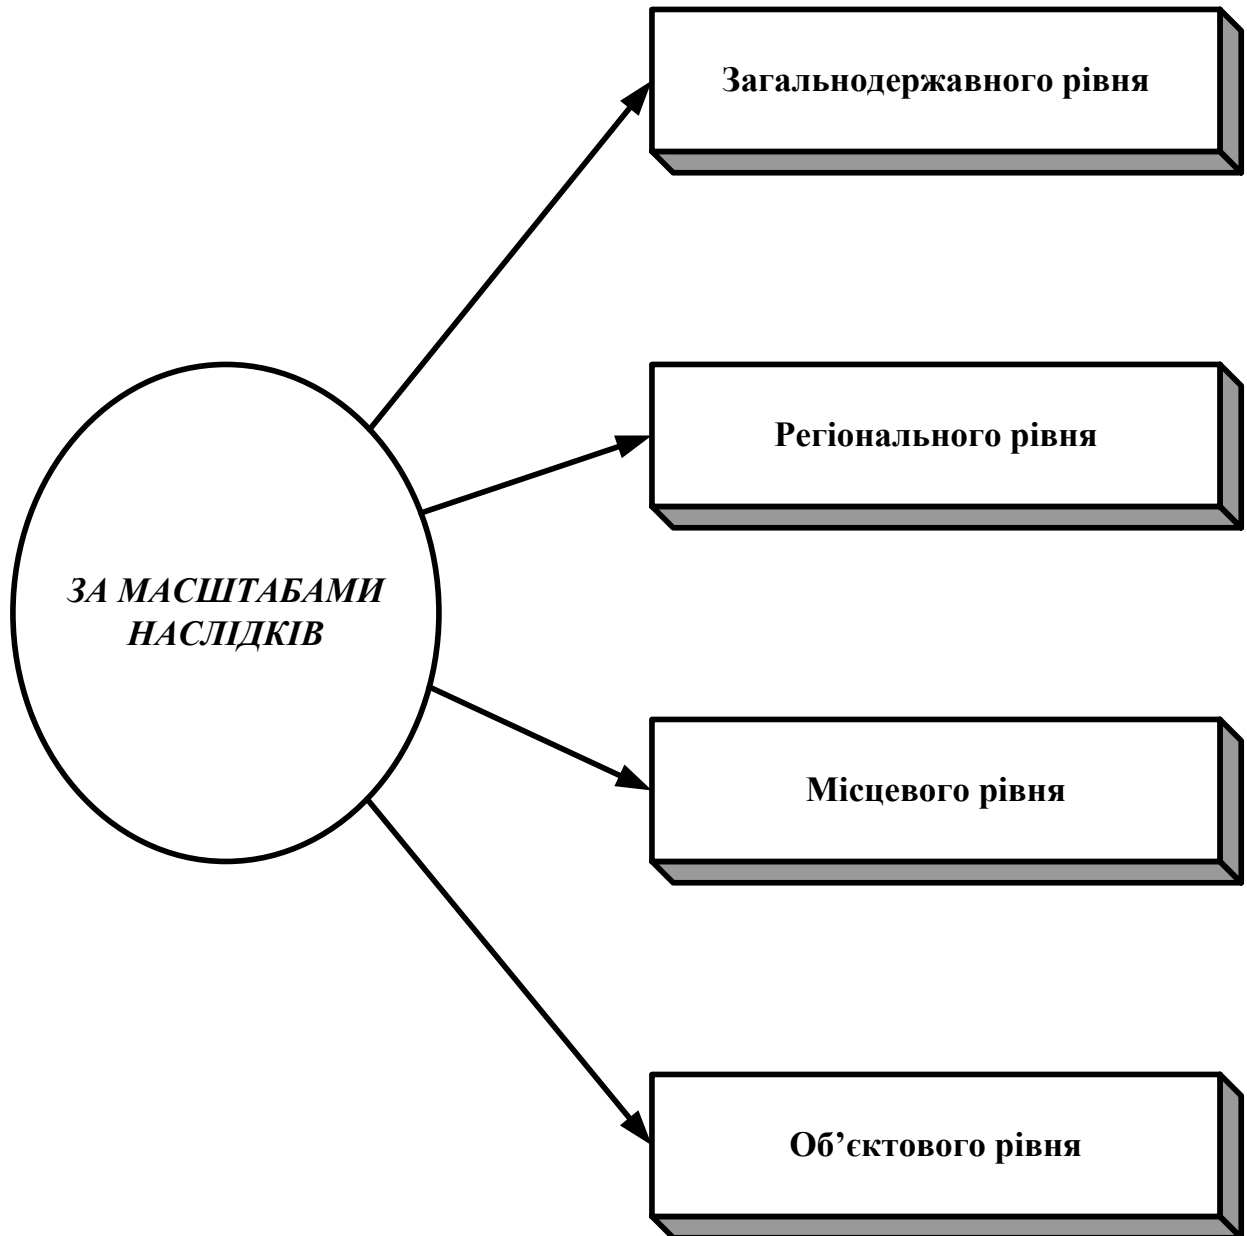 Загальнодержавного рівня
Регіонального рівня
ЗА МАСШТАБАМИ
НАСЛІДКІВ
Місцевого рівня
Об’єктового рівня